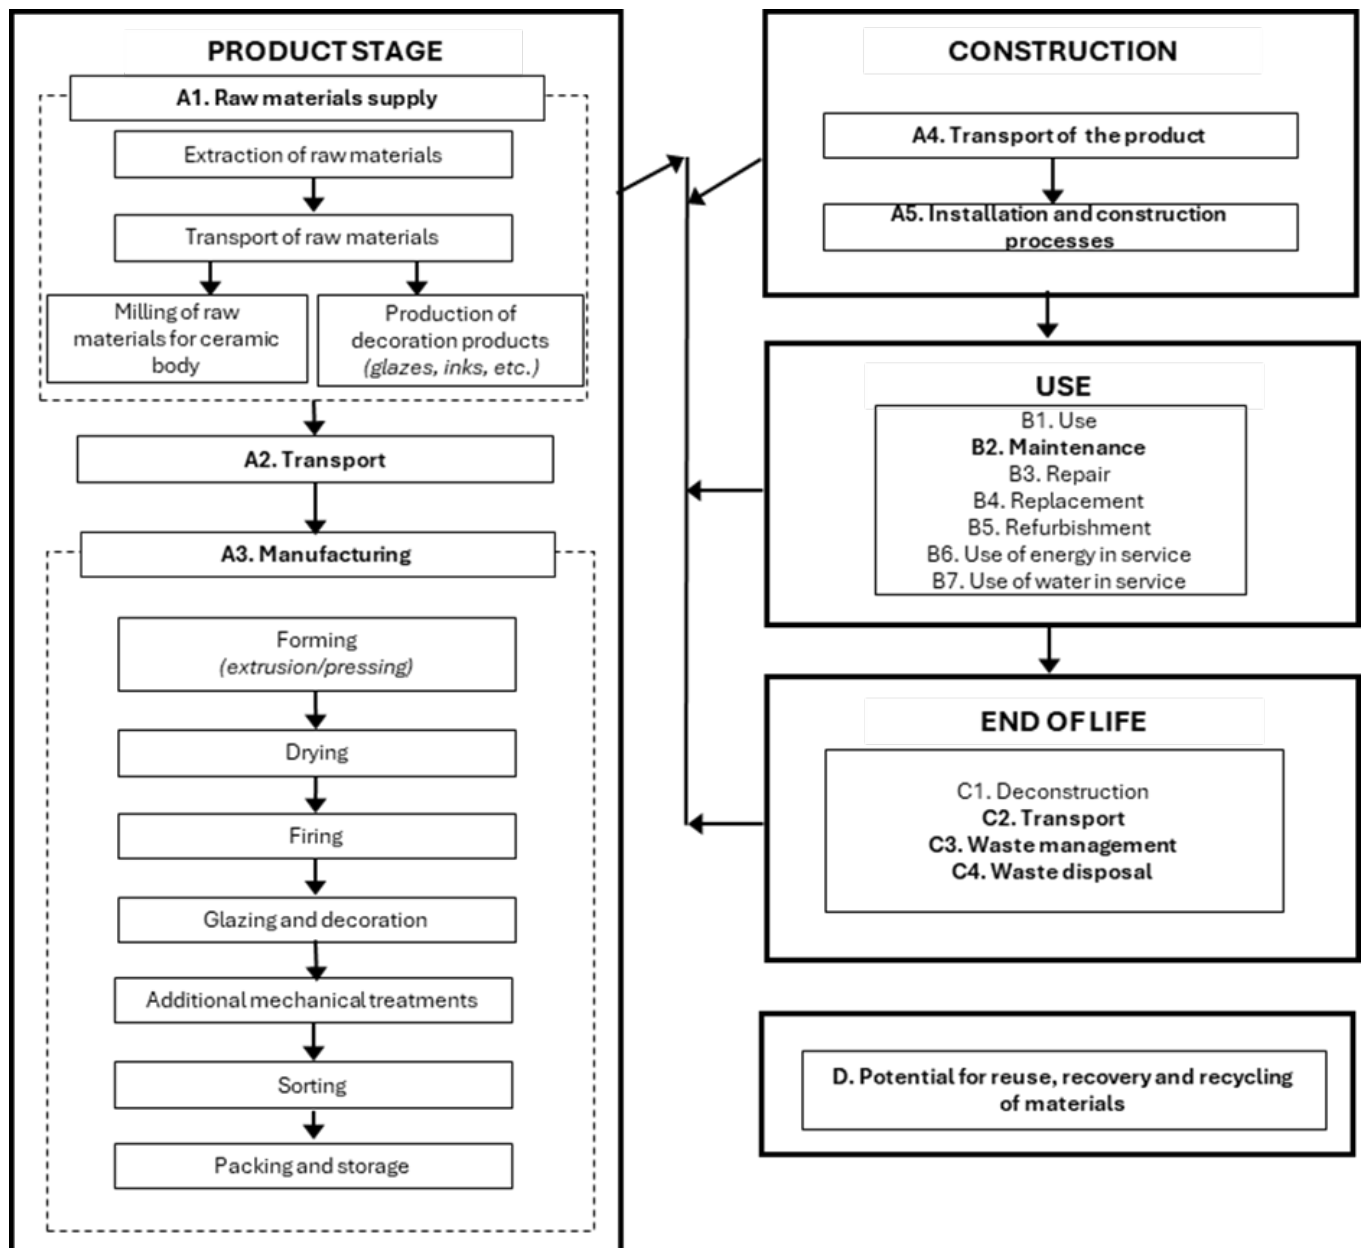 PRODUCT STAGE
A1. Raw materials supply
Extraction of raw materials
Transport of raw materials
Milling of raw
materials for ceramic
body
Production of
decoration products
(glazes, inks, etc.)
A2. Transport
A3. Manufacturing
Forming
(extrusion/pressing)
Drying
Firing
Glazing and decoration
Additional mechanical treatments
Sorting
Packing and storage
CONSTRUCTION
A4. Transport of the product
A5. Installation and construction
processes
USE
B1. Use
B2. Maintenance
B3. Repair
B4. Replacement
B5. Refurbishment
B6. Use of energy in service
B7. Use of water in service
END OF LIFE
C1. Deconstruction
C2. Transport
C3. Waste management
C4. Waste disposal
D. Potential for reuse, recovery and recycling
of materials